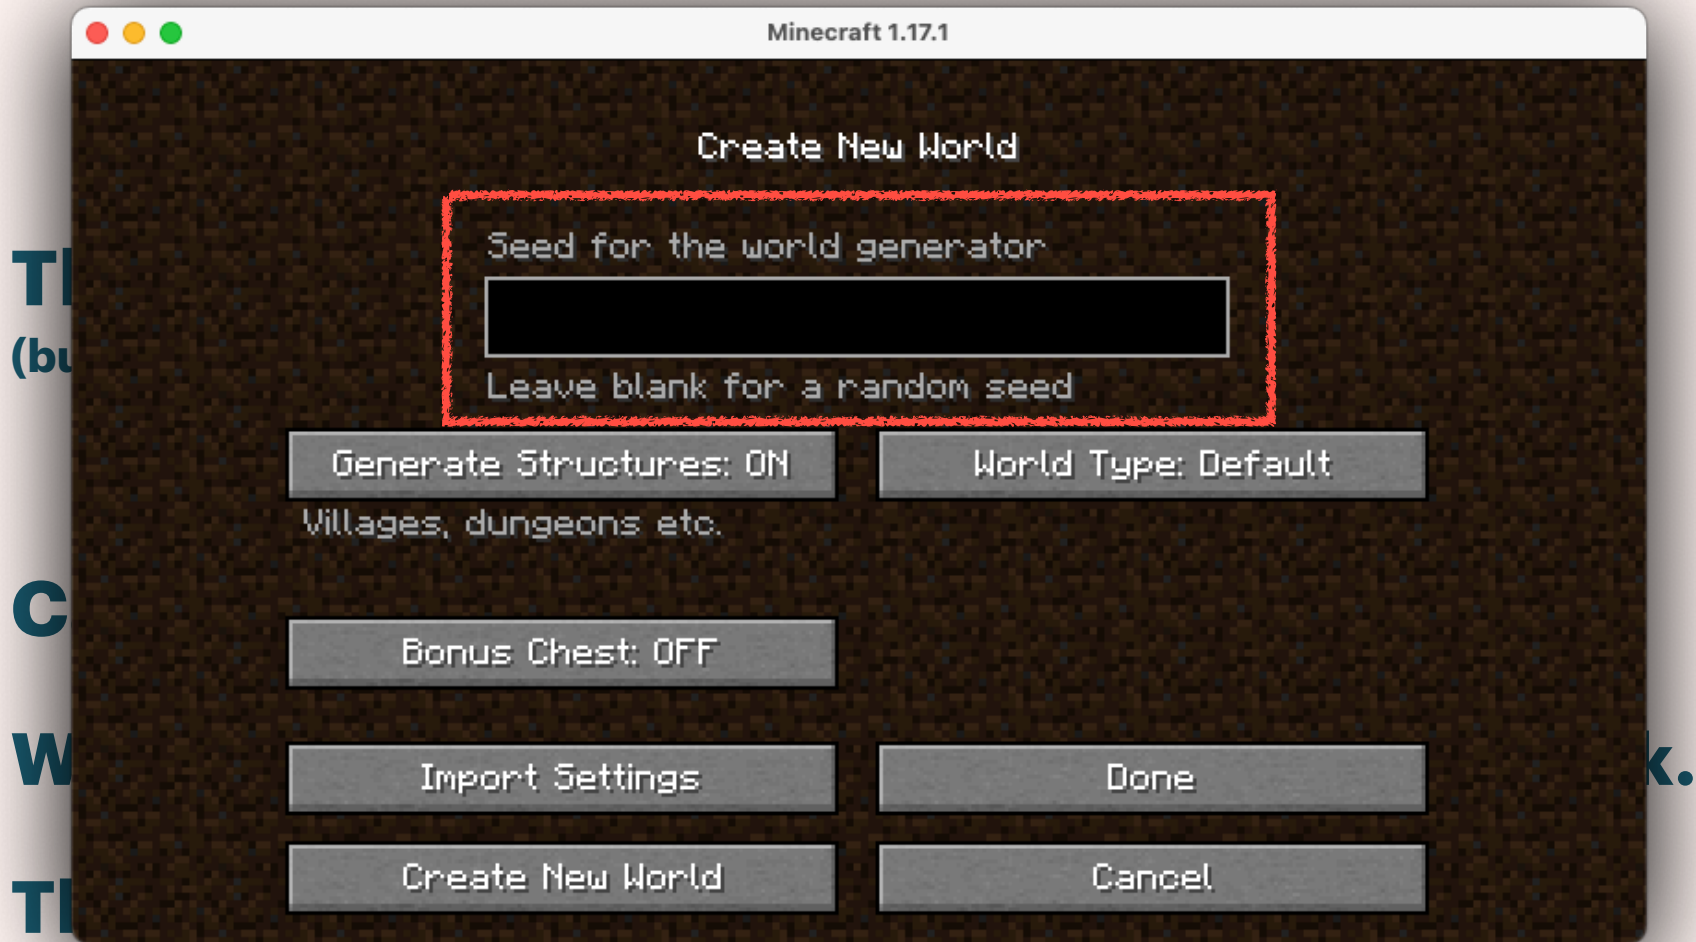 Minecraft 1.17.1
Create New World
Seed for the world generator
Leave blank for a random seed
Generate Structures: ON
World Type: Default
Villages, dungeons etc.
Bonus Chest: OFF
Import Settings
Done
Create New World
Cancel